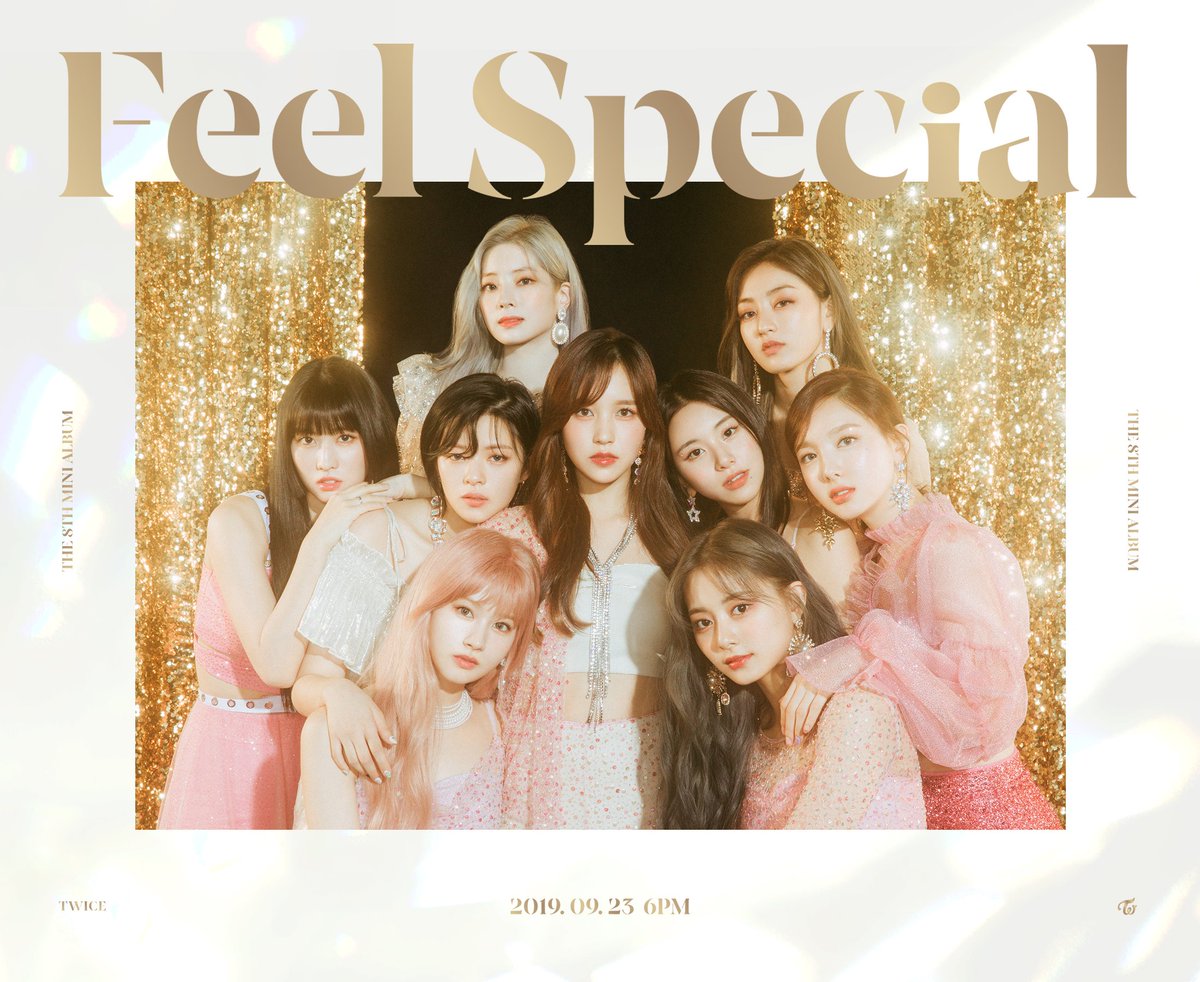 Feel Special
THE 8TH MINI ALBUM
THE 8TH MINI ALBUM
TWICE
2019. 09. 23 6PM